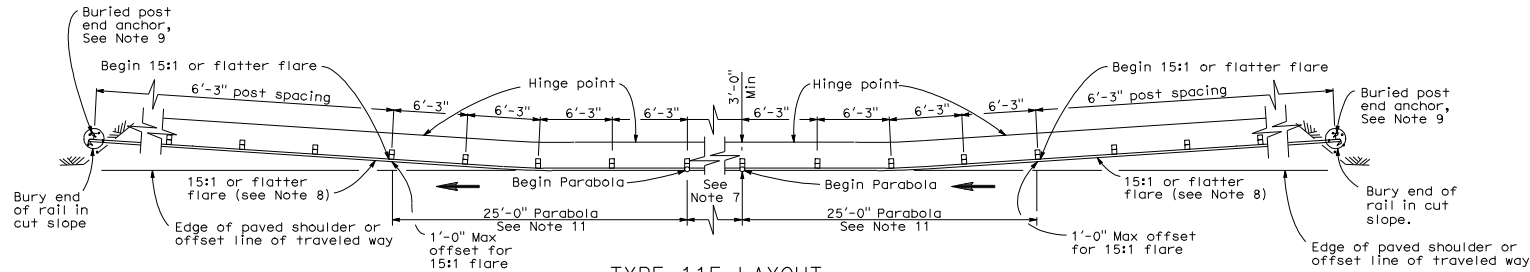 Buried post
end anchor,
See Note 9
Begin 15:1 or flatter flare
6'-3" post spacing
6'-3"
6'-3"
6'-3"
6'-3"
Hinge point
3'-0"
Min
Hinge point
6'-3"
6'-3"
6'-3"
6'-3"
Begin 15:1 or flatter flare
6'-3" post spacing
Buried post
end anchor,
See Note 9
Bury end
of rail in
cut slope
15:1 or flatter
flare (see Note 8)
Edge of paved shoulder or
offset line of traveled way
Begin Parabola
See
Note 7
Begin Parabola
25'-0" Parabola
See Note 11
25'-0" Parabola
See Note 11
1'-0" Max
offset for
15:1 flare
1'-0" Max
offset for
15:1 flare
15:1 or flatter
flare (see Note 8)
Bury end of
rail in cut
slope.
Edge of paved shoulder or
offset line of traveled way